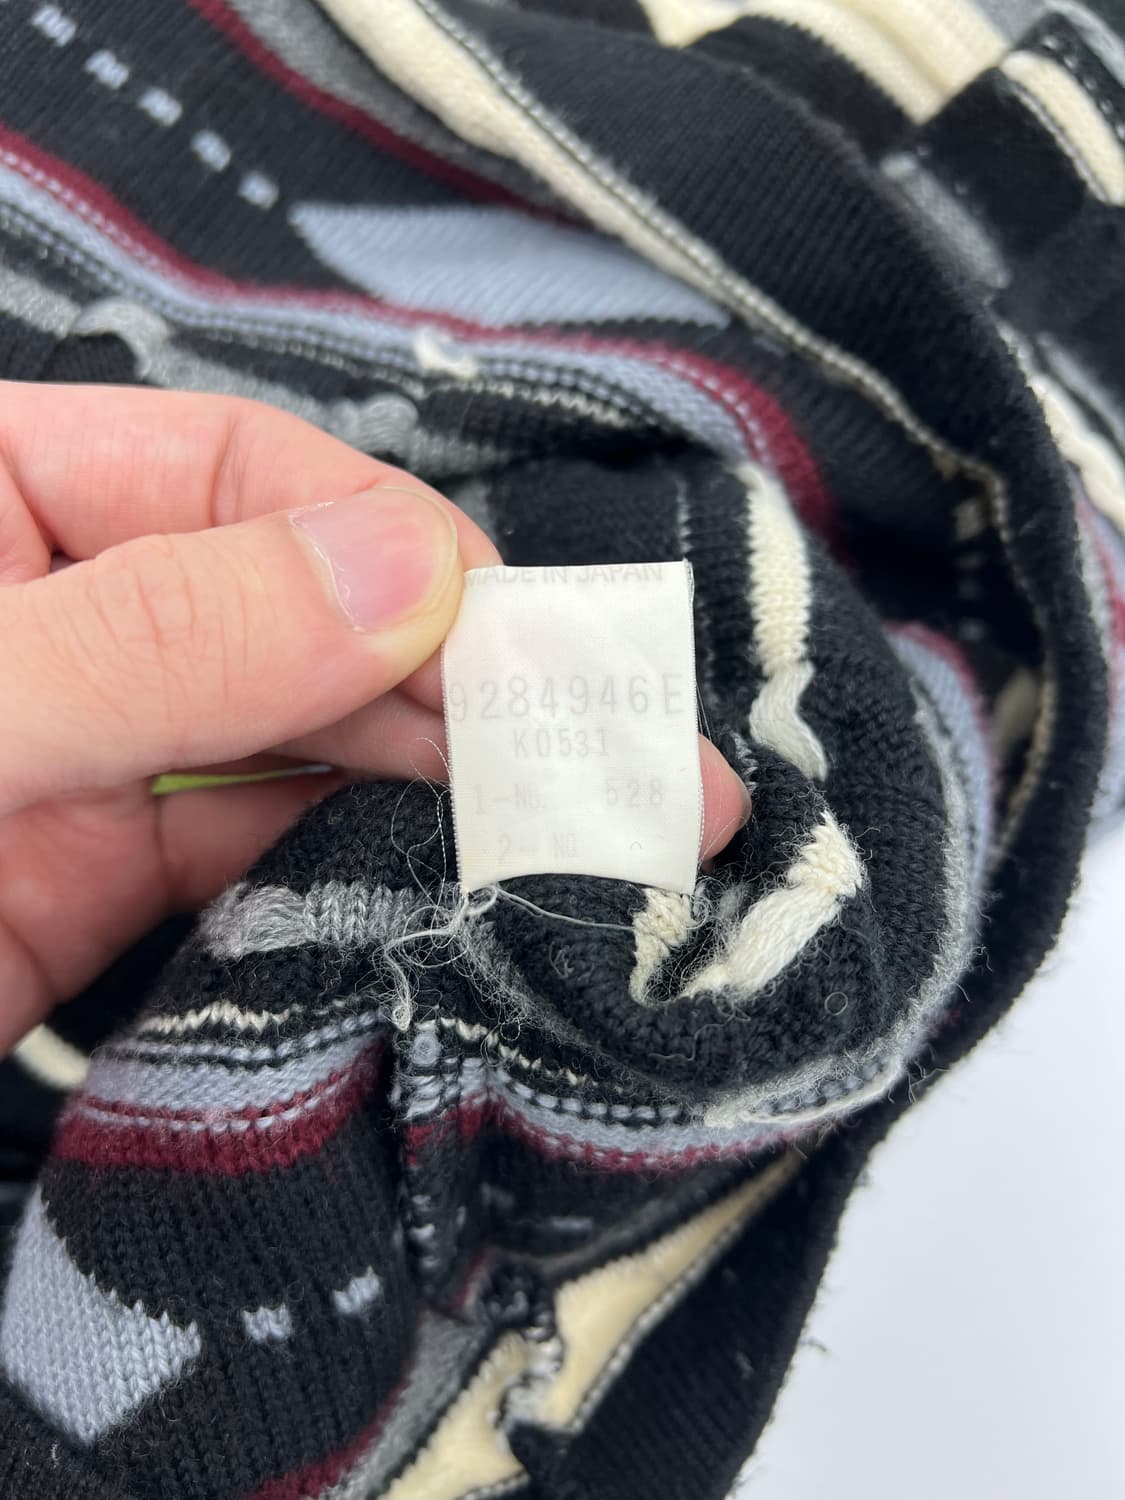 MADE IN JAPAN
9284946E
K0531
1-NO. 528
2- NO